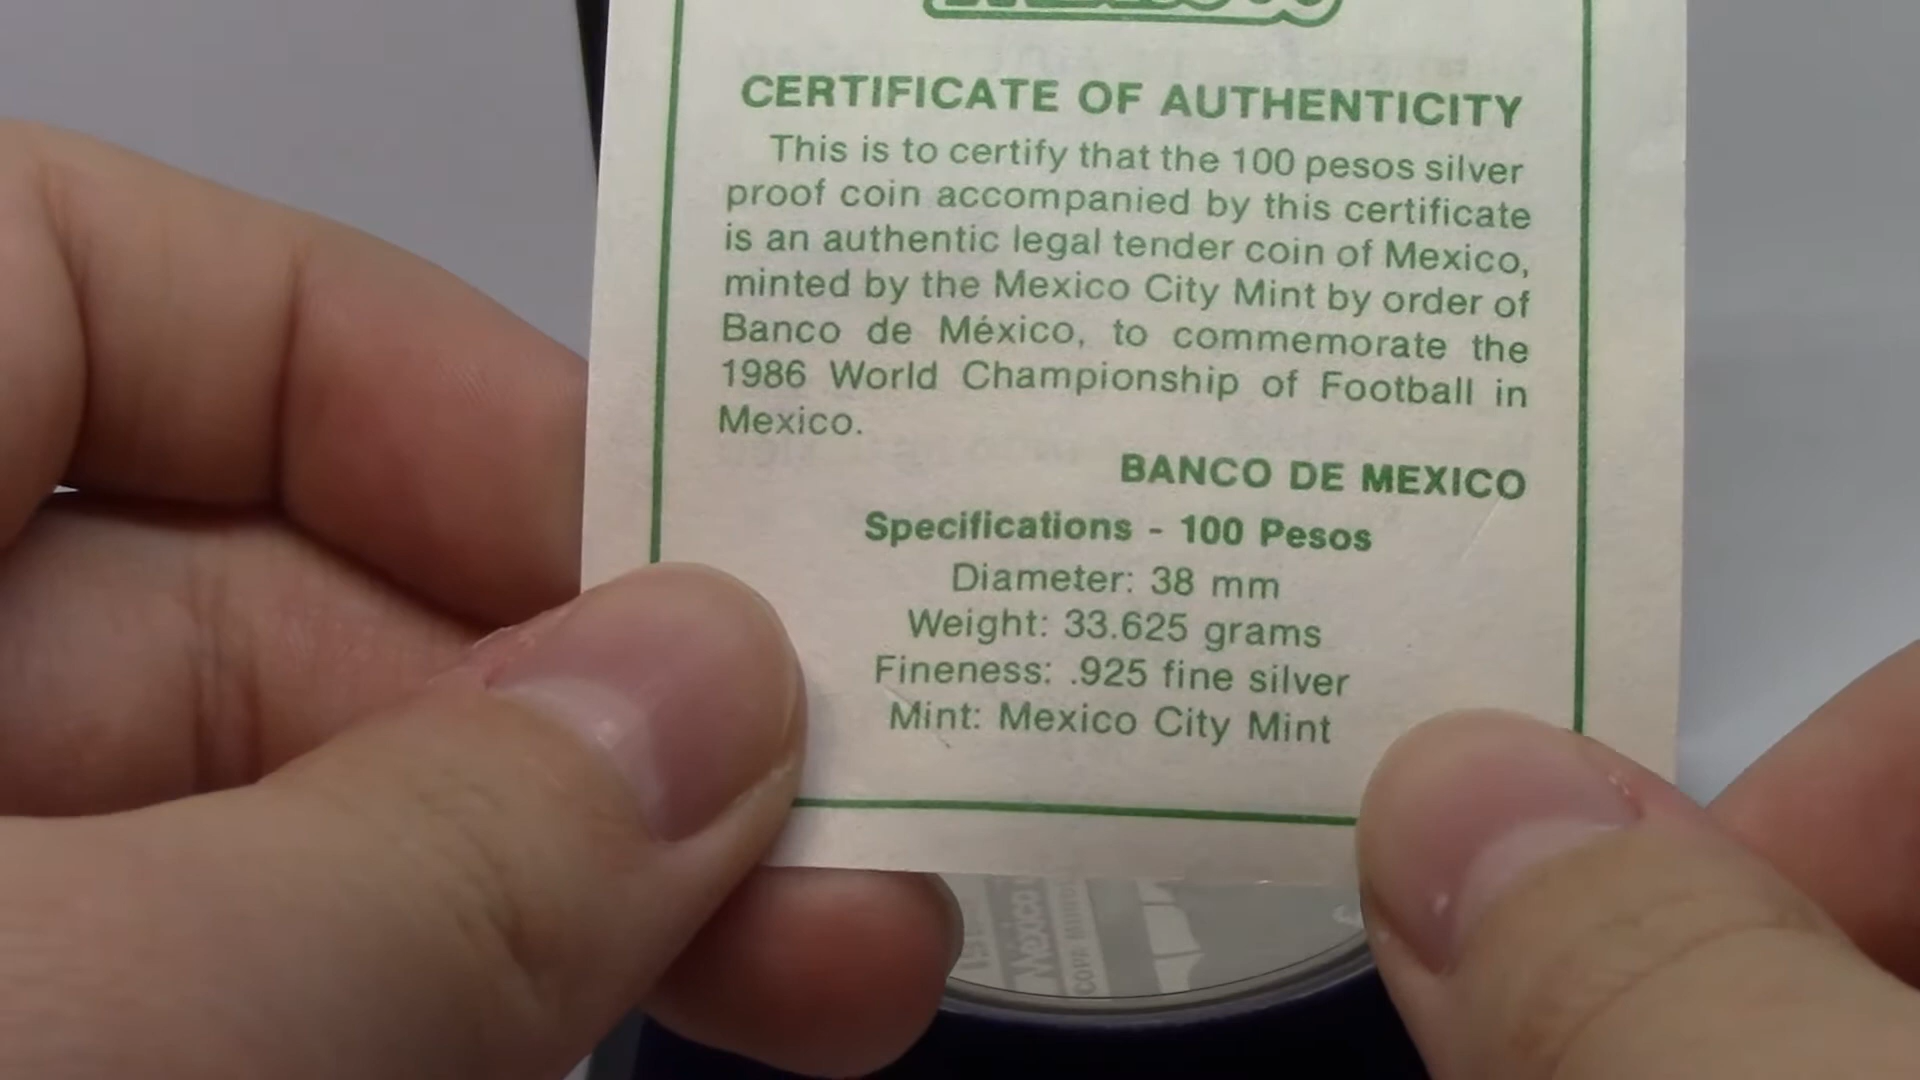 CERTIFICATE OF AUTHENTICITY
This is to certify that the 100 pesos silver
proof coin accompanied by this certificate
is an authentic legal tender coin of Mexico,
minted by the Mexico City Mint by order of
Banco de México, to commemorate the
1986 World Championship of Football in
Mexico.
BANCO DE MEXICO
Specifications - 100 Pesos
Diameter: 38 mm
Weight: 33.625 grams
Fineness: .925 fine silver
Mint: Mexico City Mint
Mexico
COPA